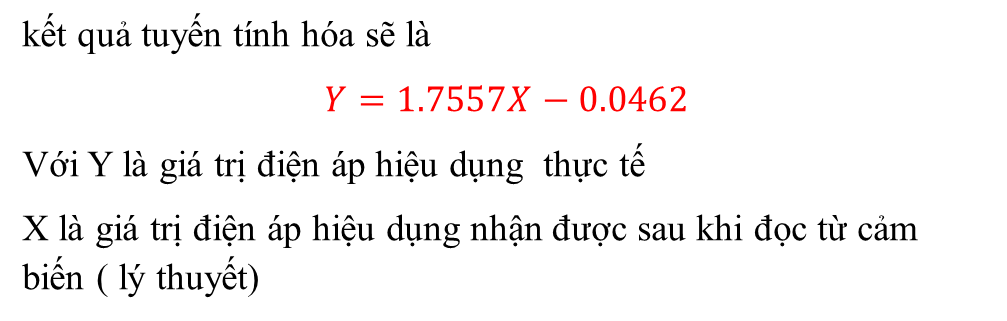 kết quả tuyến tính hóa sẽ là
Y = 1.7557X − 0.0462
Với Y là giá trị điện áp hiệu dụng thực tế
X là giá trị điện áp hiệu dụng nhận được sau khi đọc từ cảm
biến ( lý thuyết)